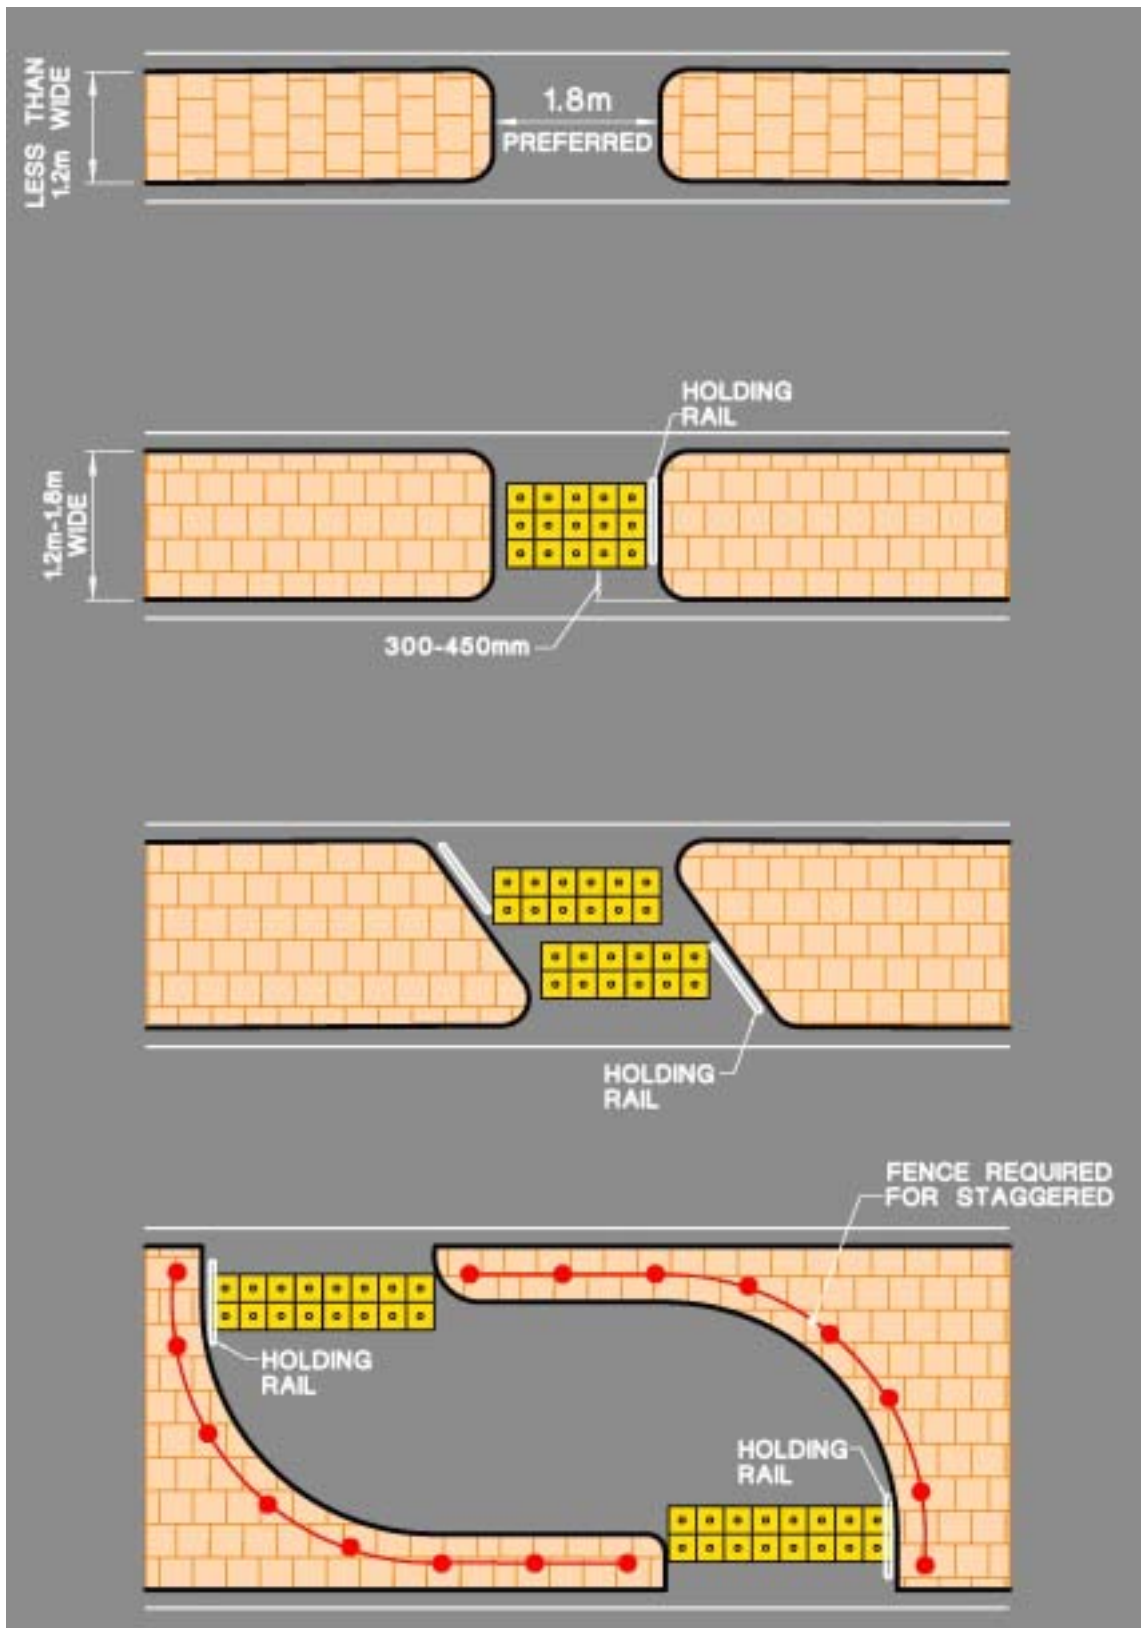 LESS THAN
1.2m WIDE
1.8m
PREFERRED
HOLDING
RAIL
1.2m-1.8m
WIDE
300-450mm
HOLDING
RAIL
FENCE REQUIRED
FOR STAGGERED
HOLDING
RAIL
HOLDING
RAIL